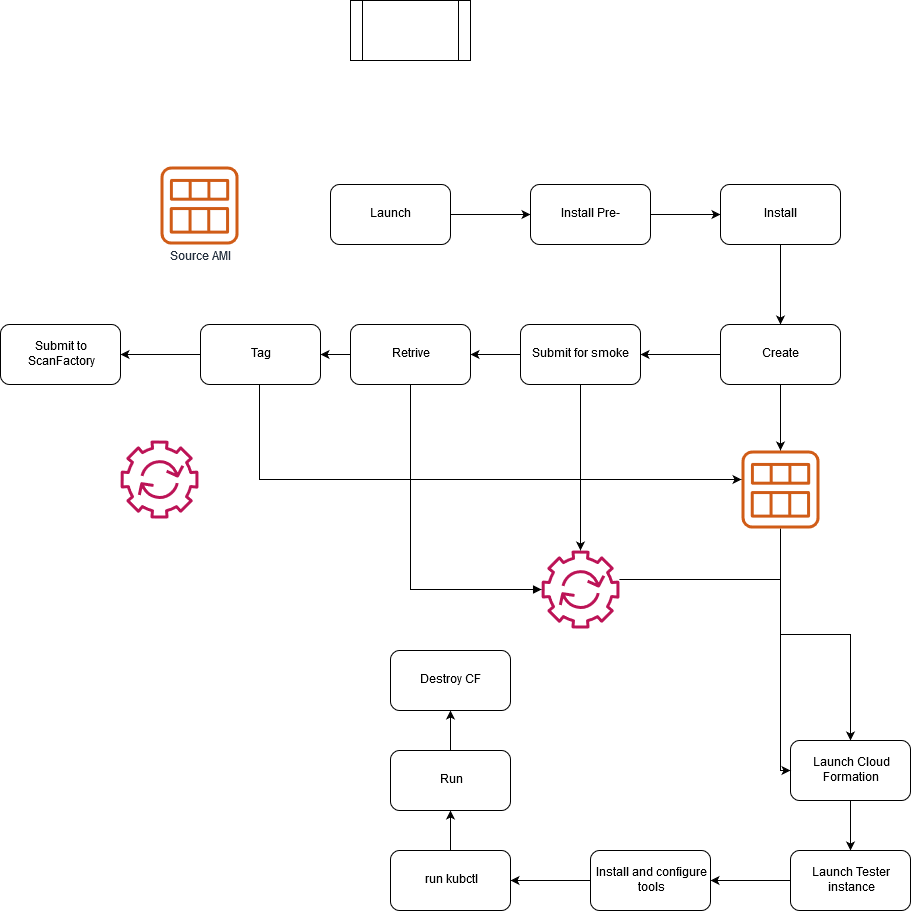 Source AMI
Launch
Install Pre-
Install
Submit to
ScanFactory
Tag
Retrive
Submit for smoke
Create
Destroy CF
Run
Launch Cloud
Formation
run kubctl
Install and configure
tools
Launch Tester
instance